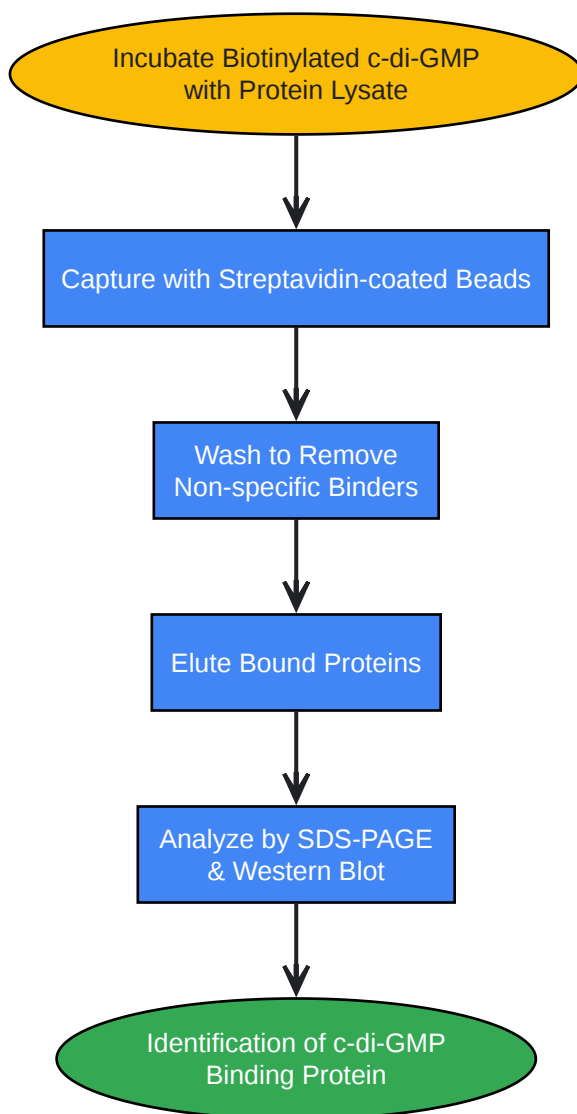 Incubate Biotinylated c-di-GMP
with Protein Lysate
Capture with Streptavidin-coated Beads
Wash to Remove
Non-specific Binders
Elute Bound Proteins
Analyze by SDS-PAGE
& Western Blot
Identification of c-di-GMP
Binding Protein